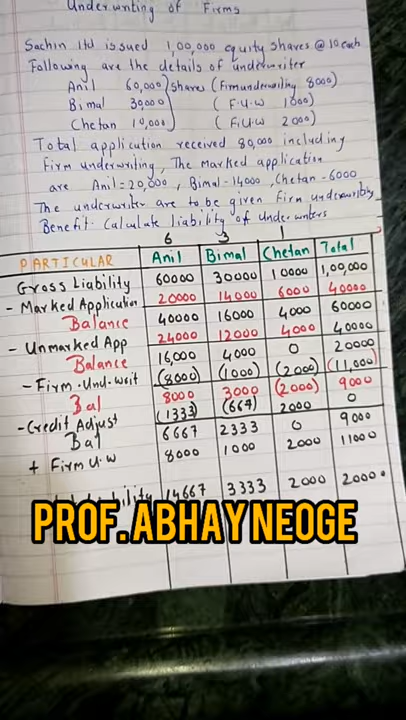 Underwriting of Firms
Sachin ltd issued 1,00,000 equity shares @ 10 each
Following are the details of underwriter
Anil 60,000) shares (Firmunderwriting 8000)
Bimal 30,000) (F.U.W 1000)
Chetan 10,000) (F.U.W 2000)
Total application received 80,000 including
Firm underwriting, The Marked application
are Anil=20,000, Bimal=14000, Chetan=6000
The underwriter are to be given Firm underwriting
Benefit. Calculate liability of underwriters
6 3 1
PARTICULAR Anil Bimal Chetan Total
Gross Liability 60000 30000 10000 1,00,000
- Marked Application 20000 14000 6000 40000
Balance 40000 16000 4000 60000
- Unmarked App 24000 12000 4000 40000
Balance 16,000 4000 0 20000
- Firm.Und.Writ (8000) (1000) (2000) (11,000)
Bal 8000 3000 (2000) 9000
- Credit Adjust (1333) (667) 2000 0
Bal 6667 2333 0 9000
+ Firm U.W 8000 1000 2000 11000
14667 3333 2000 2000
PROF. ABHAY NEOGE